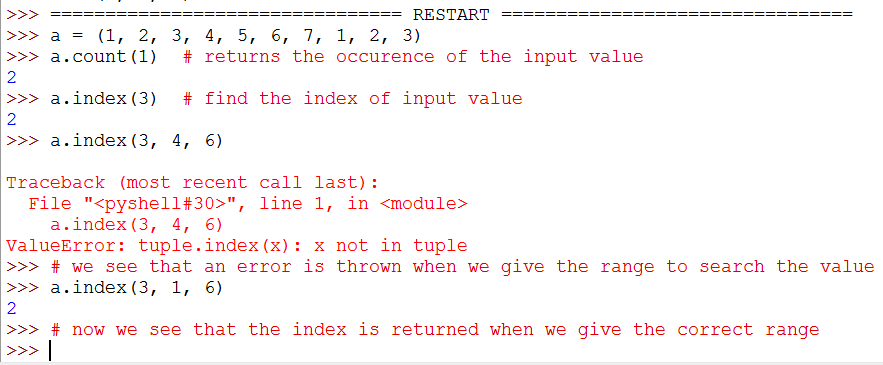 >>> ================================ RESTART ================================
>>> a = (1, 2, 3, 4, 5, 6, 7, 1, 2, 3)
>>> a.count(1)  # returns the occurence of the input value
2
>>> a.index(3)  # find the index of input value
2
>>> a.index(3, 4, 6)
Traceback (most recent call last):
  File "<pyshell#30>", line 1, in <module>
    a.index(3, 4, 6)
ValueError: tuple.index(x): x not in tuple
>>> # we see that an error is thrown when we give the range to search the value
>>> a.index(3, 1, 6)
2
>>> # now we see that the index is returned when we give the correct range
>>>